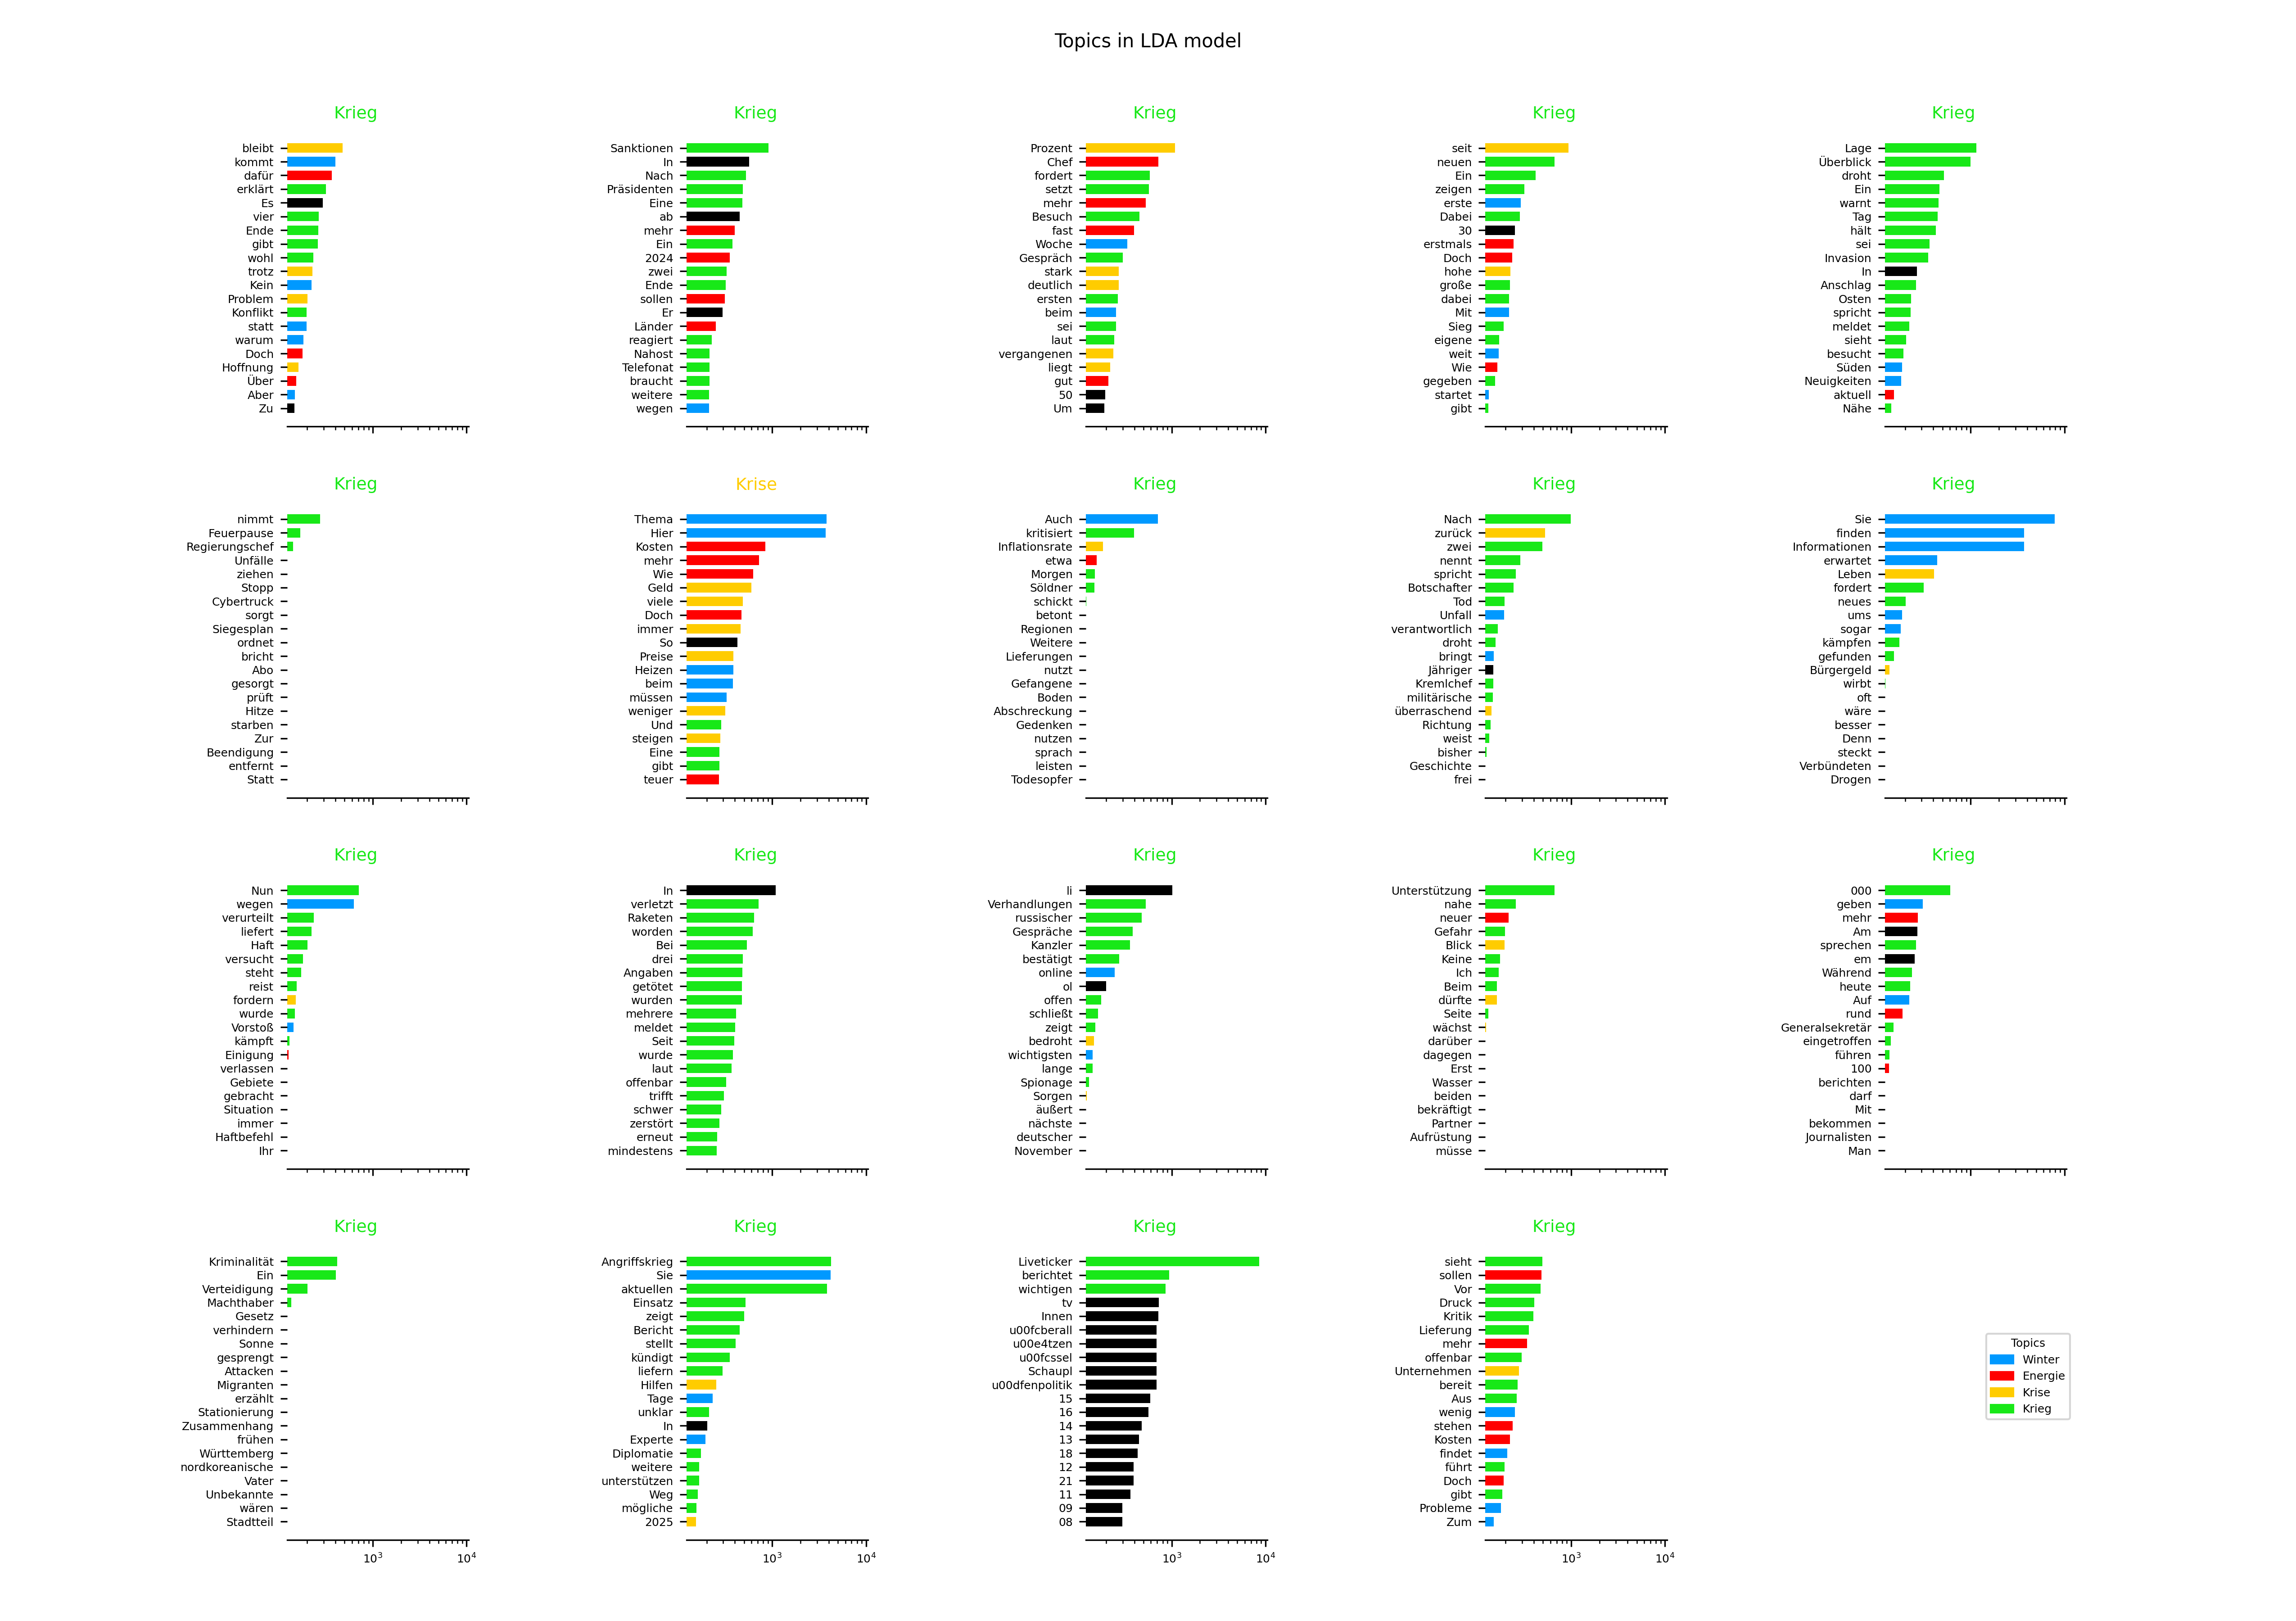 Topics in LDA model
Krieg
bleibt
kommt
dafür
erklärt
Es
vier
Ende
gibt
wohl
trotz
Kein
Problem
Konflikt
statt
warum
Doch
Hoffnung
Über
Aber
Zu
Krieg
Sanktionen
In
Nach
Präsidenten
Eine
ab
mehr
Ein
2024
zwei
Ende
sollen
Er
Länder
reagiert
Nahost
Telefonat
braucht
weitere
wegen
Krieg
Prozent
Chef
fordert
setzt
mehr
Besuch
fast
Woche
Gespräch
stark
deutlich
ersten
beim
sei
laut
vergangenen
liegt
gut
50
Um
Krieg
seit
neuen
Ein
zeigen
erste
Dabei
30
erstmals
Doch
hohe
große
dabei
Mit
Sieg
eigene
weit
Wie
gegeben
startet
gibt
Krieg
Lage
Überblick
droht
Ein
warnt
Tag
hält
sei
Invasion
In
Anschlag
Osten
spricht
meldet
sieht
besucht
Süden
Neuigkeiten
aktuell
Nähe
Krieg
nimmt
Feuerpause
Regierungschef
Unfälle
ziehen
Stopp
Cybertruck
sorgt
Siegesplan
ordnet
bricht
Abo
gesorgt
prüft
Hitze
starben
Zur
Beendigung
entfernt
Statt
Krise
Thema
Hier
Kosten
mehr
Wie
Geld
viele
Doch
immer
So
Preise
Heizen
beim
müssen
weniger
Und
steigen
Eine
gibt
teuer
Krieg
Auch
kritisiert
Inflationsrate
etwa
Morgen
Söldner
schickt
betont
Regionen
Weitere
Lieferungen
nutzt
Gefangene
Boden
Abschreckung
Gedenken
nutzen
sprach
leisten
Todesopfer
Krieg
Nach
zurück
zwei
nennt
spricht
Botschafter
Tod
Unfall
verantwortlich
droht
bringt
Jähriger
Kremlchef
militärische
überraschend
Richtung
weist
bisher
Geschichte
frei
Krieg
Sie
finden
Informationen
erwartet
Leben
fordert
neues
ums
sogar
kämpfen
gefunden
Bürgergeld
wirbt
oft
wäre
besser
Denn
steckt
Verbündeten
Drogen
Krieg
Nun
wegen
verurteilt
liefert
Haft
versucht
steht
reist
fordern
wurde
Vorstoß
kämpft
Einigung
verlassen
Gebiete
gebracht
Situation
immer
Haftbefehl
Ihr
Krieg
In
verletzt
Raketen
worden
Bei
drei
Angaben
getötet
wurden
mehrere
meldet
Seit
wurde
laut
offenbar
trifft
schwer
zerstört
erneut
mindestens
Krieg
li
Verhandlungen
russischer
Gespräche
Kanzler
bestätigt
online
ol
offen
schließt
zeigt
bedroht
wichtigsten
lange
Spionage
Sorgen
äußert
nächste
deutscher
November
Krieg
Unterstützung
nahe
neuer
Gefahr
Blick
Keine
Ich
Beim
dürfte
Seite
wächst
darüber
dagegen
Erst
Wasser
beiden
bekräftigt
Partner
Aufrüstung
müsse
Krieg
000
geben
mehr
Am
sprechen
em
Während
heute
Auf
rund
Generalsekretär
eingetroffen
führen
100
berichten
darf
Mit
bekommen
Journalisten
Man
Krieg
Kriminalität
Ein
Verteidigung
Machthaber
Gesetz
verhindern
Sonne
gesprengt
Attacken
Migranten
erzählt
Stationierung
Zusammenhang
frühen
Württemberg
nordkoreanische
Vater
Unbekannte
wären
Stadtteil
10³ 10⁴
Krieg
Angriffskrieg
Sie
aktuellen
Einsatz
zeigt
Bericht
stellt
kündigt
liefern
Hilfen
Tage
unklar
In
Experte
Diplomatie
weitere
unterstützen
Weg
mögliche
2025
10³ 10⁴
Krieg
Liveticker
berichtet
wichtigen
tv
Innen
u00fcberall
u00e4tzen
u00fcssel
Schaupl
u00dfenpolitik
15
16
14
13
18
12
21
11
09
08
10³ 10⁴
Krieg
sieht
sollen
Vor
Druck
Kritik
Lieferung
mehr
offenbar
Unternehmen
bereit
Aus
wenig
stehen
Kosten
findet
führt
Doch
gibt
Probleme
Zum
10³ 10⁴
Topics
Winter
Energie
Krise
Krieg